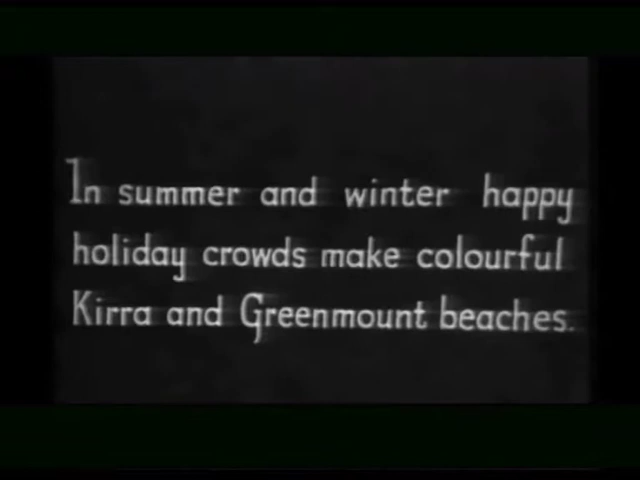 In summer and winter happy
holiday crowds make colourful
Kirra and Greenmount beaches.